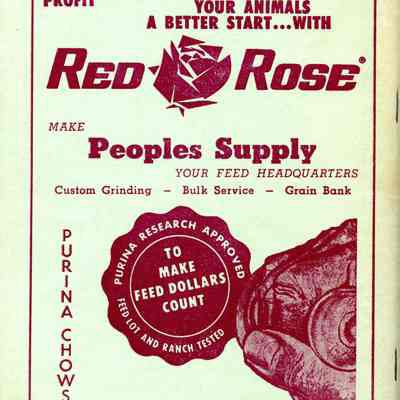 PROFIT
YOUR ANIMALS
A BETTER START...WITH
RED ROSE®
MAKE
Peoples Supply
YOUR FEED HEADQUARTERS
Custom Grinding – Bulk Service – Grain Bank
PURINA CHOWS
PURINA RESEARCH APPROVED
TO
MAKE
FEED DOLLARS
COUNT
FEED LOT AND RANCH TESTED